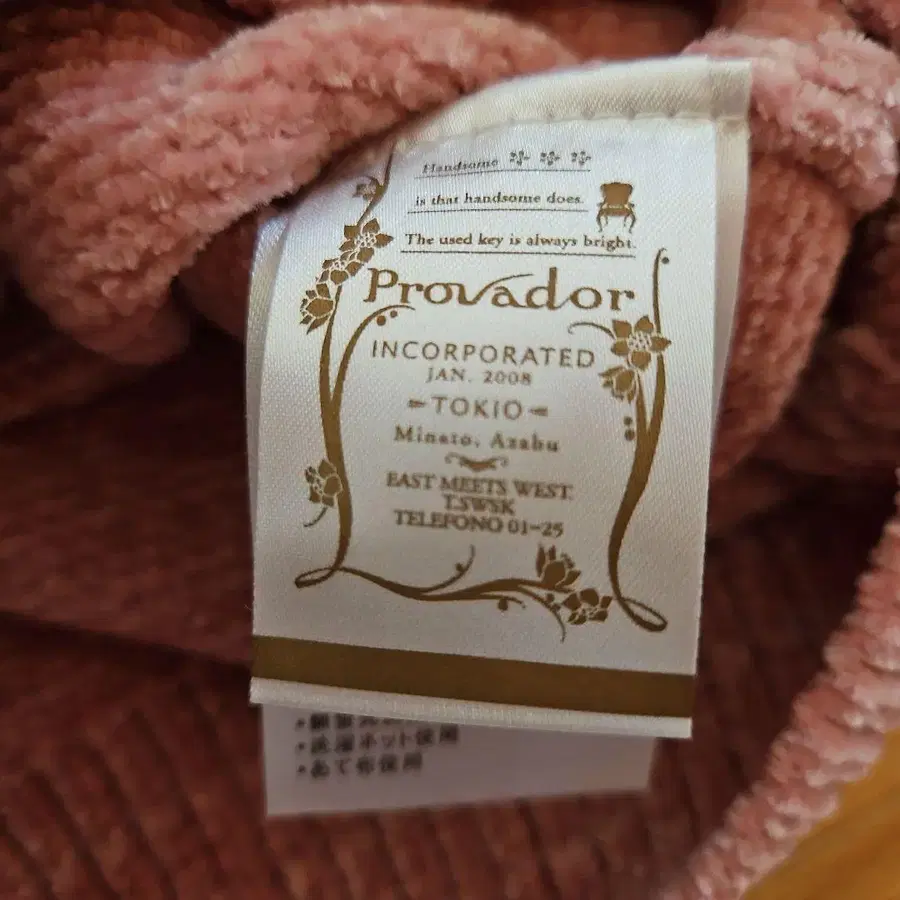 Handsome
is that handsome does.
The used key is always bright.
Provador
INCORPORATED
JAN. 2008
TOKIO
Minato, Azabu
EAST MEETS WEST.
T.SWSK
TELEFONO 01-25
・洗濯ネット使用
・あて布使用